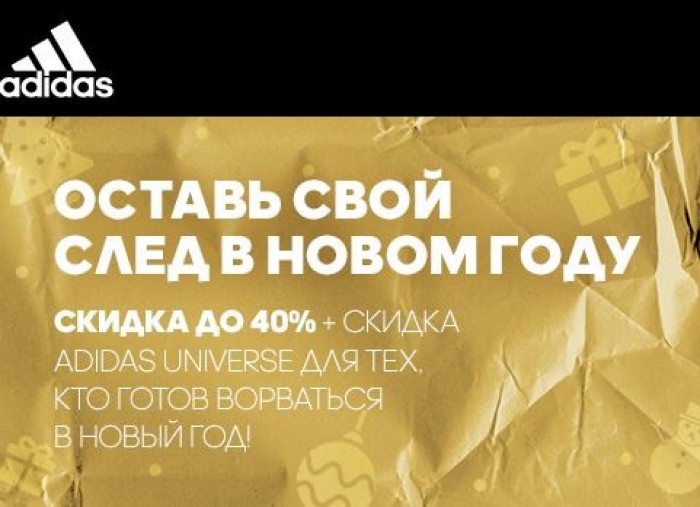 adidas
ОСТАВЬ СВОЙ
СЛЕД В НОВОМ ГОДУ
СКИДКА ДО 40% + СКИДКА
ADIDAS UNIVERSE ДЛЯ ТЕХ,
КТО ГОТОВ ВОРВАТЬСЯ
В НОВЫЙ ГОД!